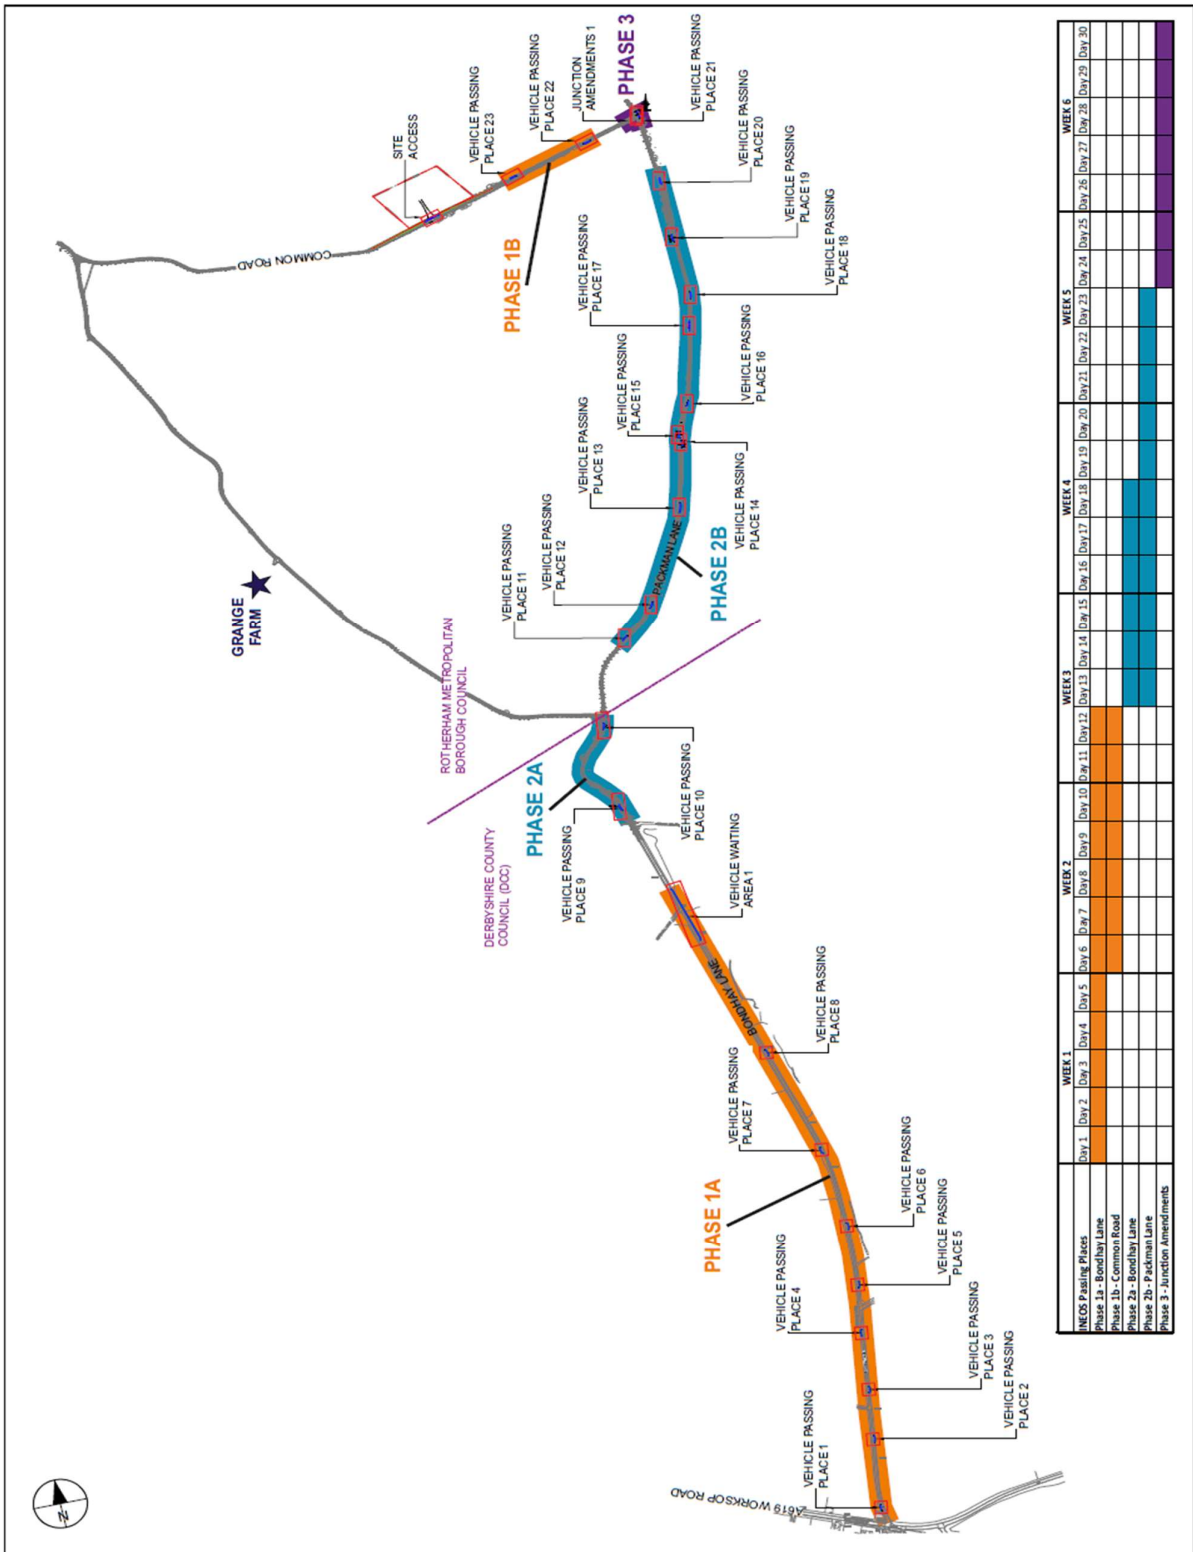 N
A619 WORKSOP ROAD
VEHICLE PASSING
PLACE 1
VEHICLE PASSING
PLACE 2
VEHICLE PASSING
PLACE 3
VEHICLE PASSING
PLACE 4
VEHICLE PASSING
PLACE 5
VEHICLE PASSING
PLACE 6
PHASE 1A
VEHICLE PASSING
PLACE 7
VEHICLE PASSING
PLACE 8
BONDHAY LANE
VEHICLE WAITING
AREA 1
VEHICLE PASSING
PLACE 9
VEHICLE PASSING
PLACE 10
PHASE 2A
DERBYSHIRE COUNTY
COUNCIL (DCC)
ROTHERHAM METROPOLITAN
BOROUGH COUNCIL
GRANGE
FARM
VEHICLE PASSING
PLACE 11
VEHICLE PASSING
PLACE 12
PACKMAN LANE
PHASE 2B
VEHICLE PASSING
PLACE 13
VEHICLE PASSING
PLACE 14
VEHICLE PASSING
PLACE 15
VEHICLE PASSING
PLACE 16
VEHICLE PASSING
PLACE 17
VEHICLE PASSING
PLACE 18
VEHICLE PASSING
PLACE 19
VEHICLE PASSING
PLACE 20
VEHICLE PASSING
PLACE 21
PHASE 3
JUNCTION
AMENDMENTS 1
VEHICLE PASSING
PLACE 22
VEHICLE PASSING
PLACE 23
PHASE 1B
SITE
ACCESS
COMMON ROAD
WEEK 1 WEEK 2 WEEK 3 WEEK 4 WEEK 5 WEEK 6
INEOS Passing Places Day 1 Day 2 Day 3 Day 4 Day 5 Day 6 Day 7 Day 8 Day 9 Day 10 Day 11 Day 12 Day 13 Day 14 Day 15 Day 16 Day 17 Day 18 Day 19 Day 20 Day 21 Day 22 Day 23 Day 24 Day 25 Day 26 Day 27 Day 28 Day 29 Day 30
Phase 1a - Bondhay Lane
Phase 1b - Common Road
Phase 2a - Bondhay Lane
Phase 2b - Packman Lane
Phase 3 - Junction Amendments